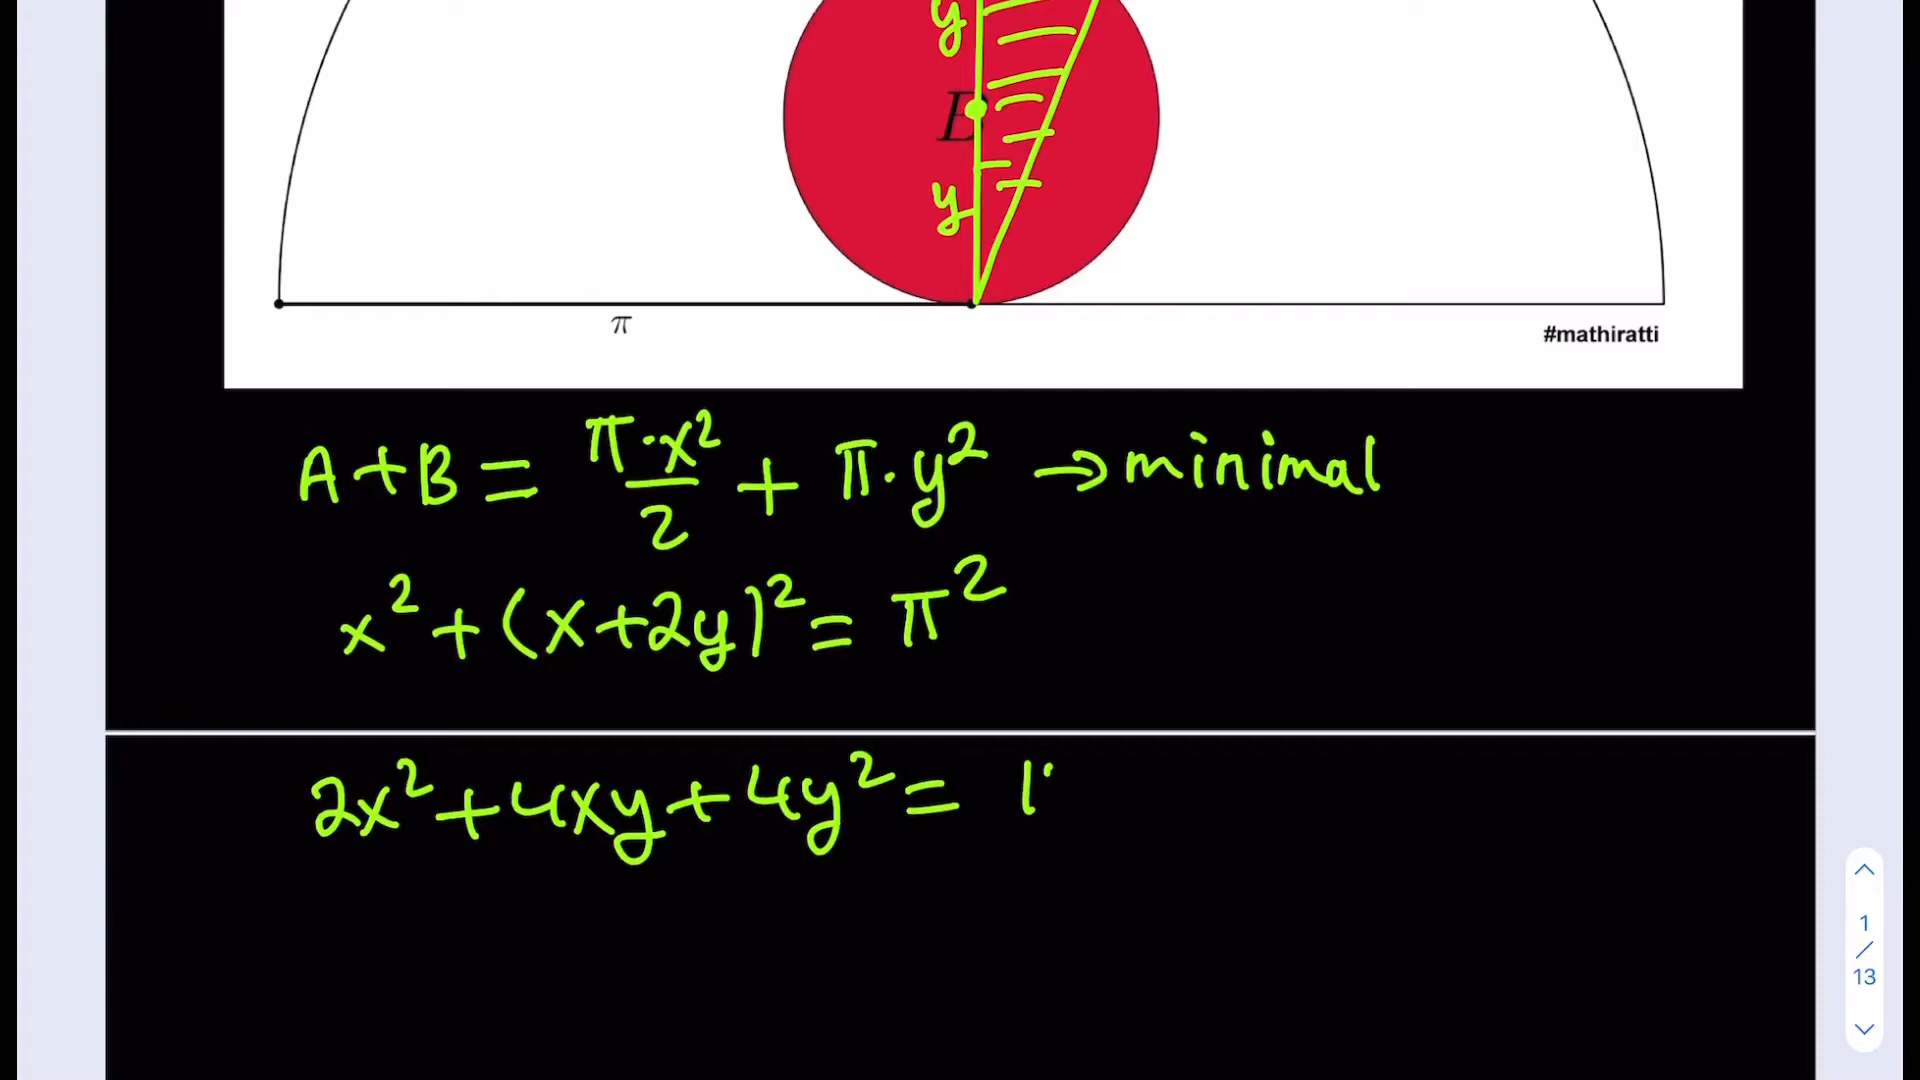 y
B
y
π
#mathiratti
A+B = π·x²/2 + π·y² → minimal
x² + (x+2y)² = π²
2x² + 4xy + 4y² =
1
/
13